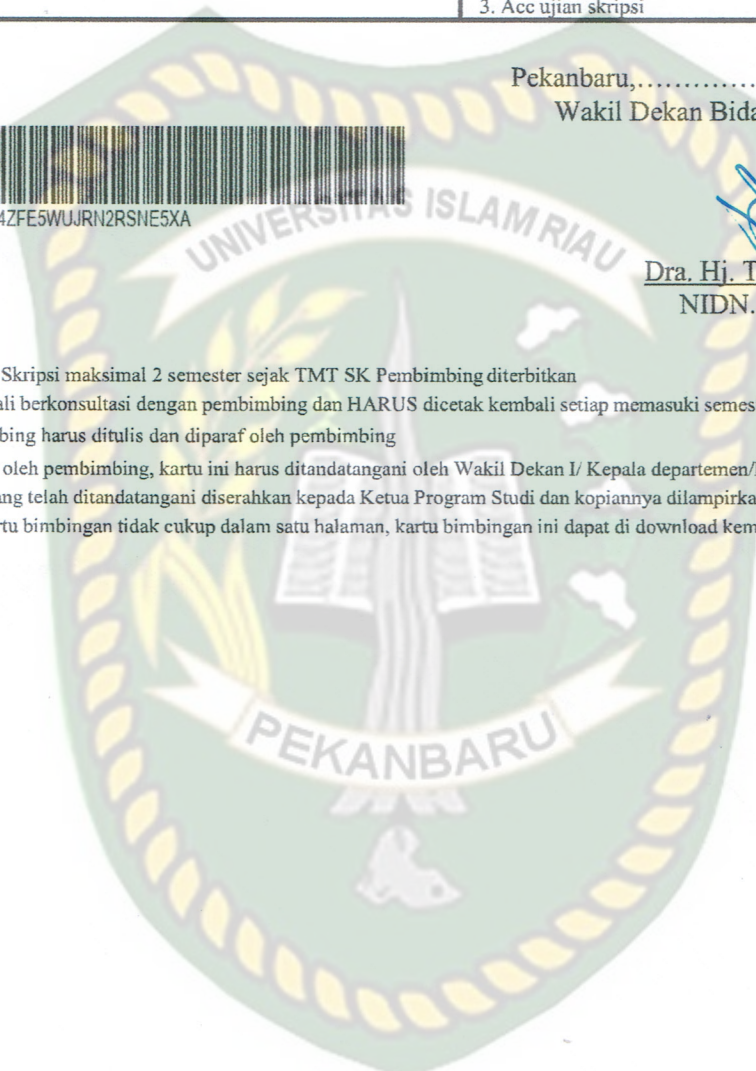 3. Acc ujian skripsi
Pekanbaru,..............
Wakil Dekan Bida
4ZFE5WUJRN2RSNE5XA
UNIVERSITAS ISLAM RIAU
Dra. Hj. T
NIDN.
Skripsi maksimal 2 semester sejak TMT SK Pembimbing diterbitkan
ali berkonsultasi dengan pembimbing dan HARUS dicetak kembali setiap memasuki semes
bing harus ditulis dan diparaf oleh pembimbing
oleh pembimbing, kartu ini harus ditandatangani oleh Wakil Dekan I/ Kepala departemen/
ang telah ditandatangani diserahkan kepada Ketua Program Studi dan kopiannya dilampirka
rtu bimbingan tidak cukup dalam satu halaman, kartu bimbingan ini dapat di download kem
PEKANBARU